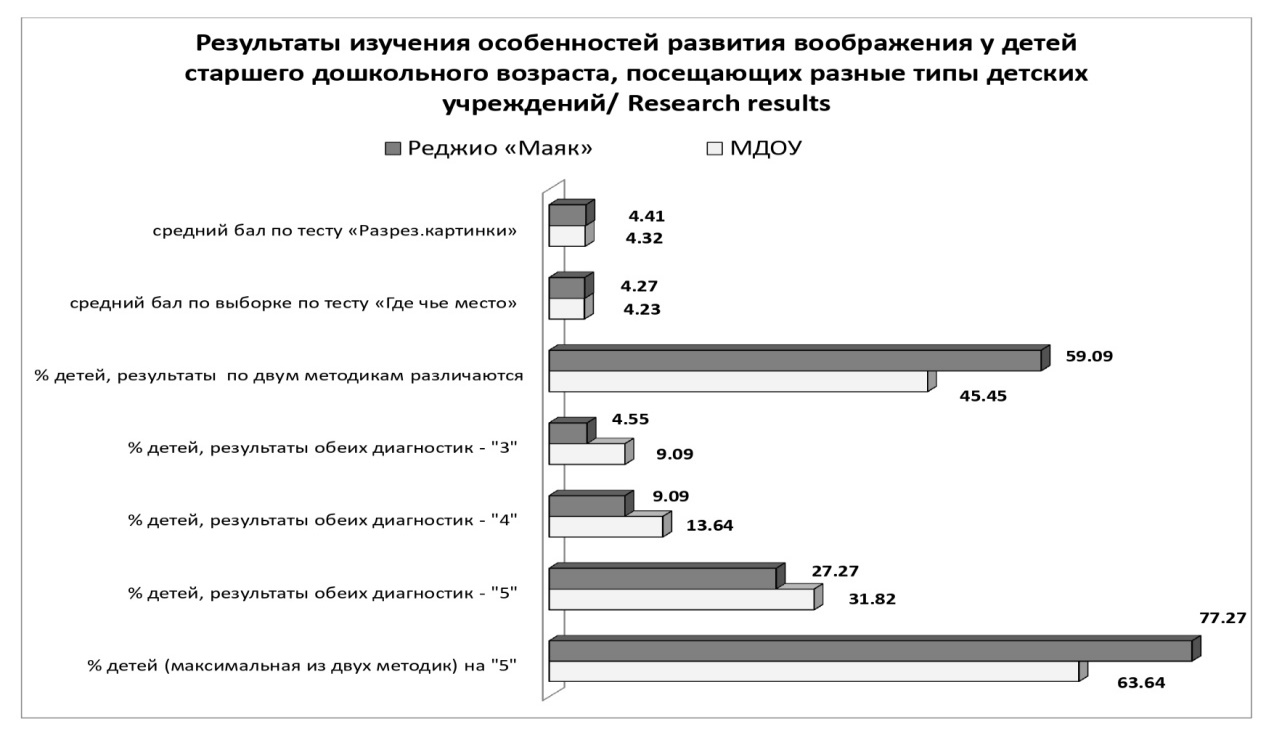 Результаты изучения особенностей развития воображения у детей
старшего дошкольного возраста, посещающих разные типы детских
учреждений/ Research results
Реджио «Маяк» МДОУ
средний бал по тесту «Разрез.картинки»
4.41
4.32
средний бал по выборке по тесту «Где чье место»
4.27
4.23
% детей, результаты по двум методикам различаются
59.09
45.45
% детей, результаты обеих диагностик - "3"
4.55
9.09
% детей, результаты обеих диагностик - "4"
9.09
13.64
% детей, результаты обеих диагностик - "5"
27.27
31.82
% детей (максимальная из двух методик) на "5"
77.27
63.64